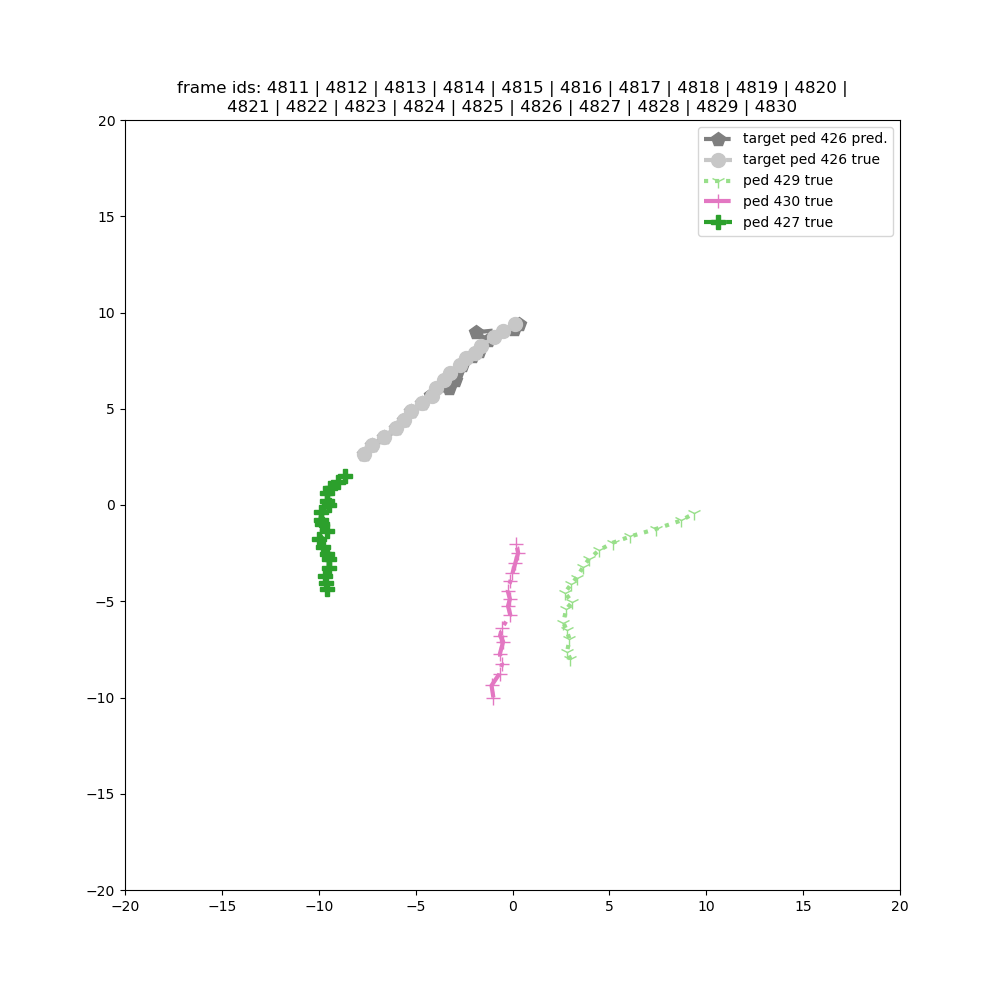 frame ids: 4811 | 4812 | 4813 | 4814 | 4815 | 4816 | 4817 | 4818 | 4819 | 4820 |
4821 | 4822 | 4823 | 4824 | 4825 | 4826 | 4827 | 4828 | 4829 | 4830
target ped 426 pred.
target ped 426 true
ped 429 true
ped 430 true
ped 427 true
20
15
10
5
0
−5
−10
−15
−20
−20 −15 −10 −5 0 5 10 15 20